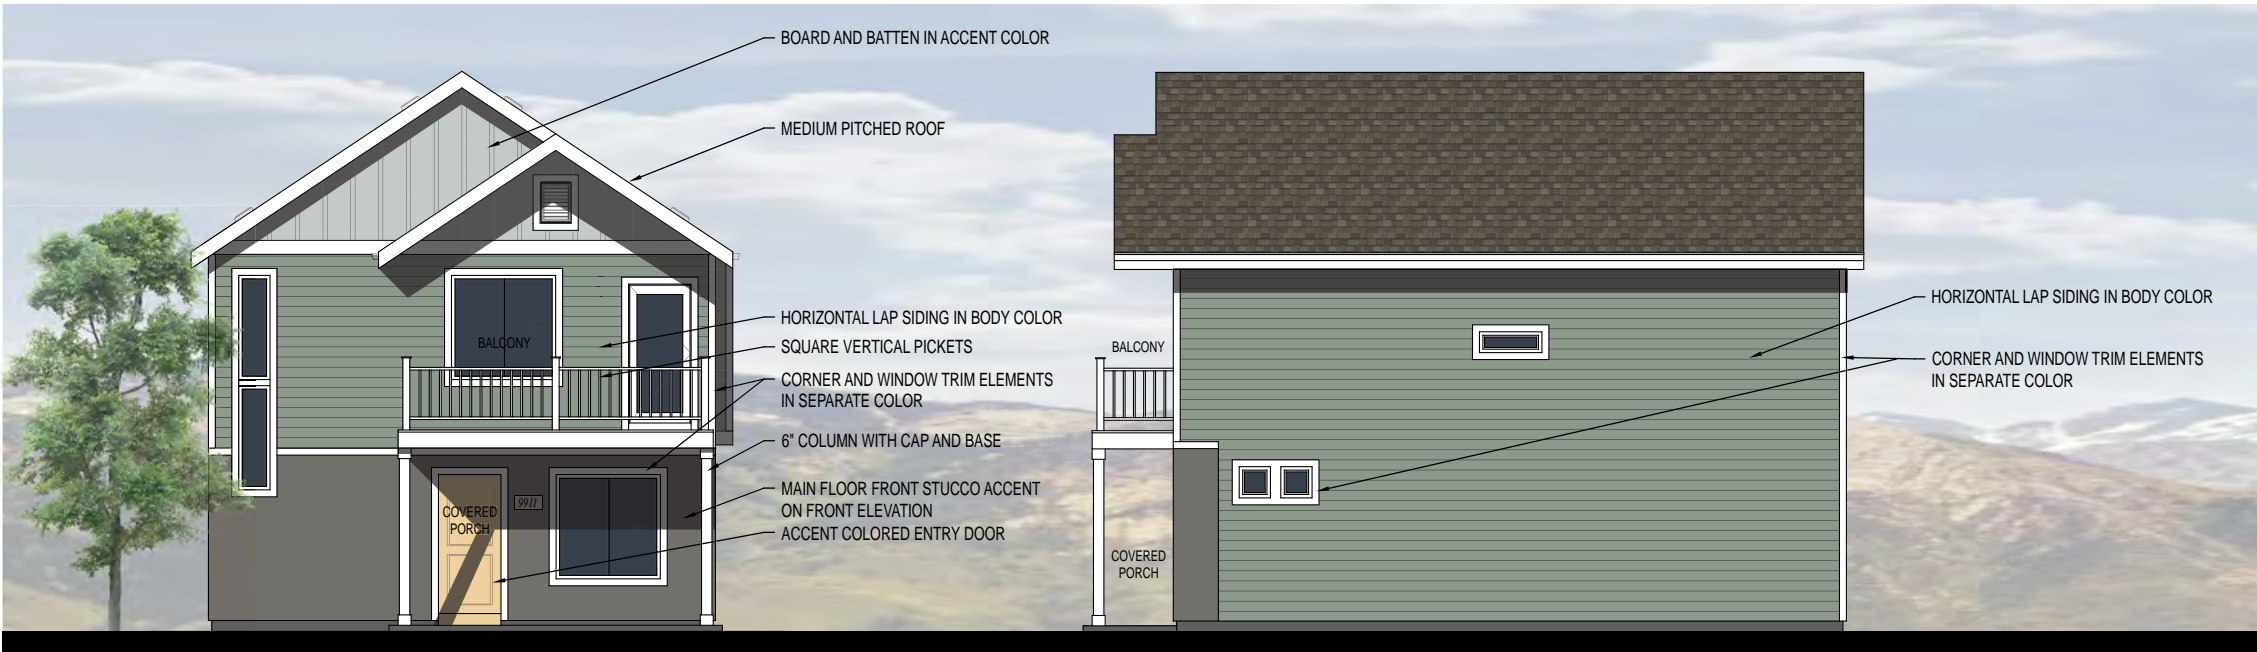 BOARD AND BATTEN IN ACCENT COLOR
MEDIUM PITCHED ROOF
HORIZONTAL LAP SIDING IN BODY COLOR
SQUARE VERTICAL PICKETS
CORNER AND WINDOW TRIM ELEMENTS
IN SEPARATE COLOR
6" COLUMN WITH CAP AND BASE
MAIN FLOOR FRONT STUCCO ACCENT
ON FRONT ELEVATION
ACCENT COLORED ENTRY DOOR
BALCONY
9911
COVERED
PORCH
BALCONY
COVERED
PORCH
HORIZONTAL LAP SIDING IN BODY COLOR
CORNER AND WINDOW TRIM ELEMENTS
IN SEPARATE COLOR